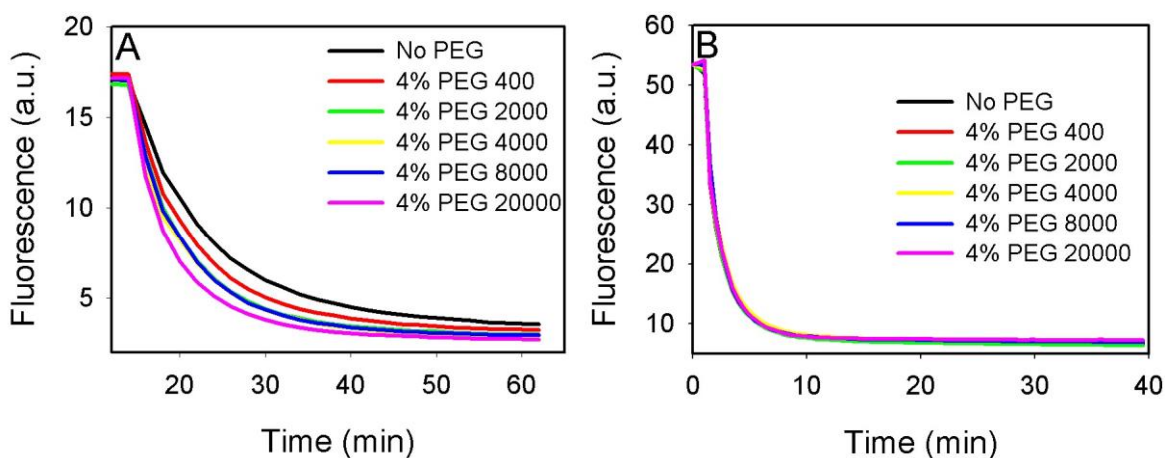 A
Fluorescence (a.u.)
20
15
10
5
No PEG
4% PEG 400
4% PEG 2000
4% PEG 4000
4% PEG 8000
4% PEG 20000
20 30 40 50 60
Time (min)
B
Fluorescence (a.u.)
60
50
40
30
20
10
No PEG
4% PEG 400
4% PEG 2000
4% PEG 4000
4% PEG 8000
4% PEG 20000
0 10 20 30 40
Time (min)